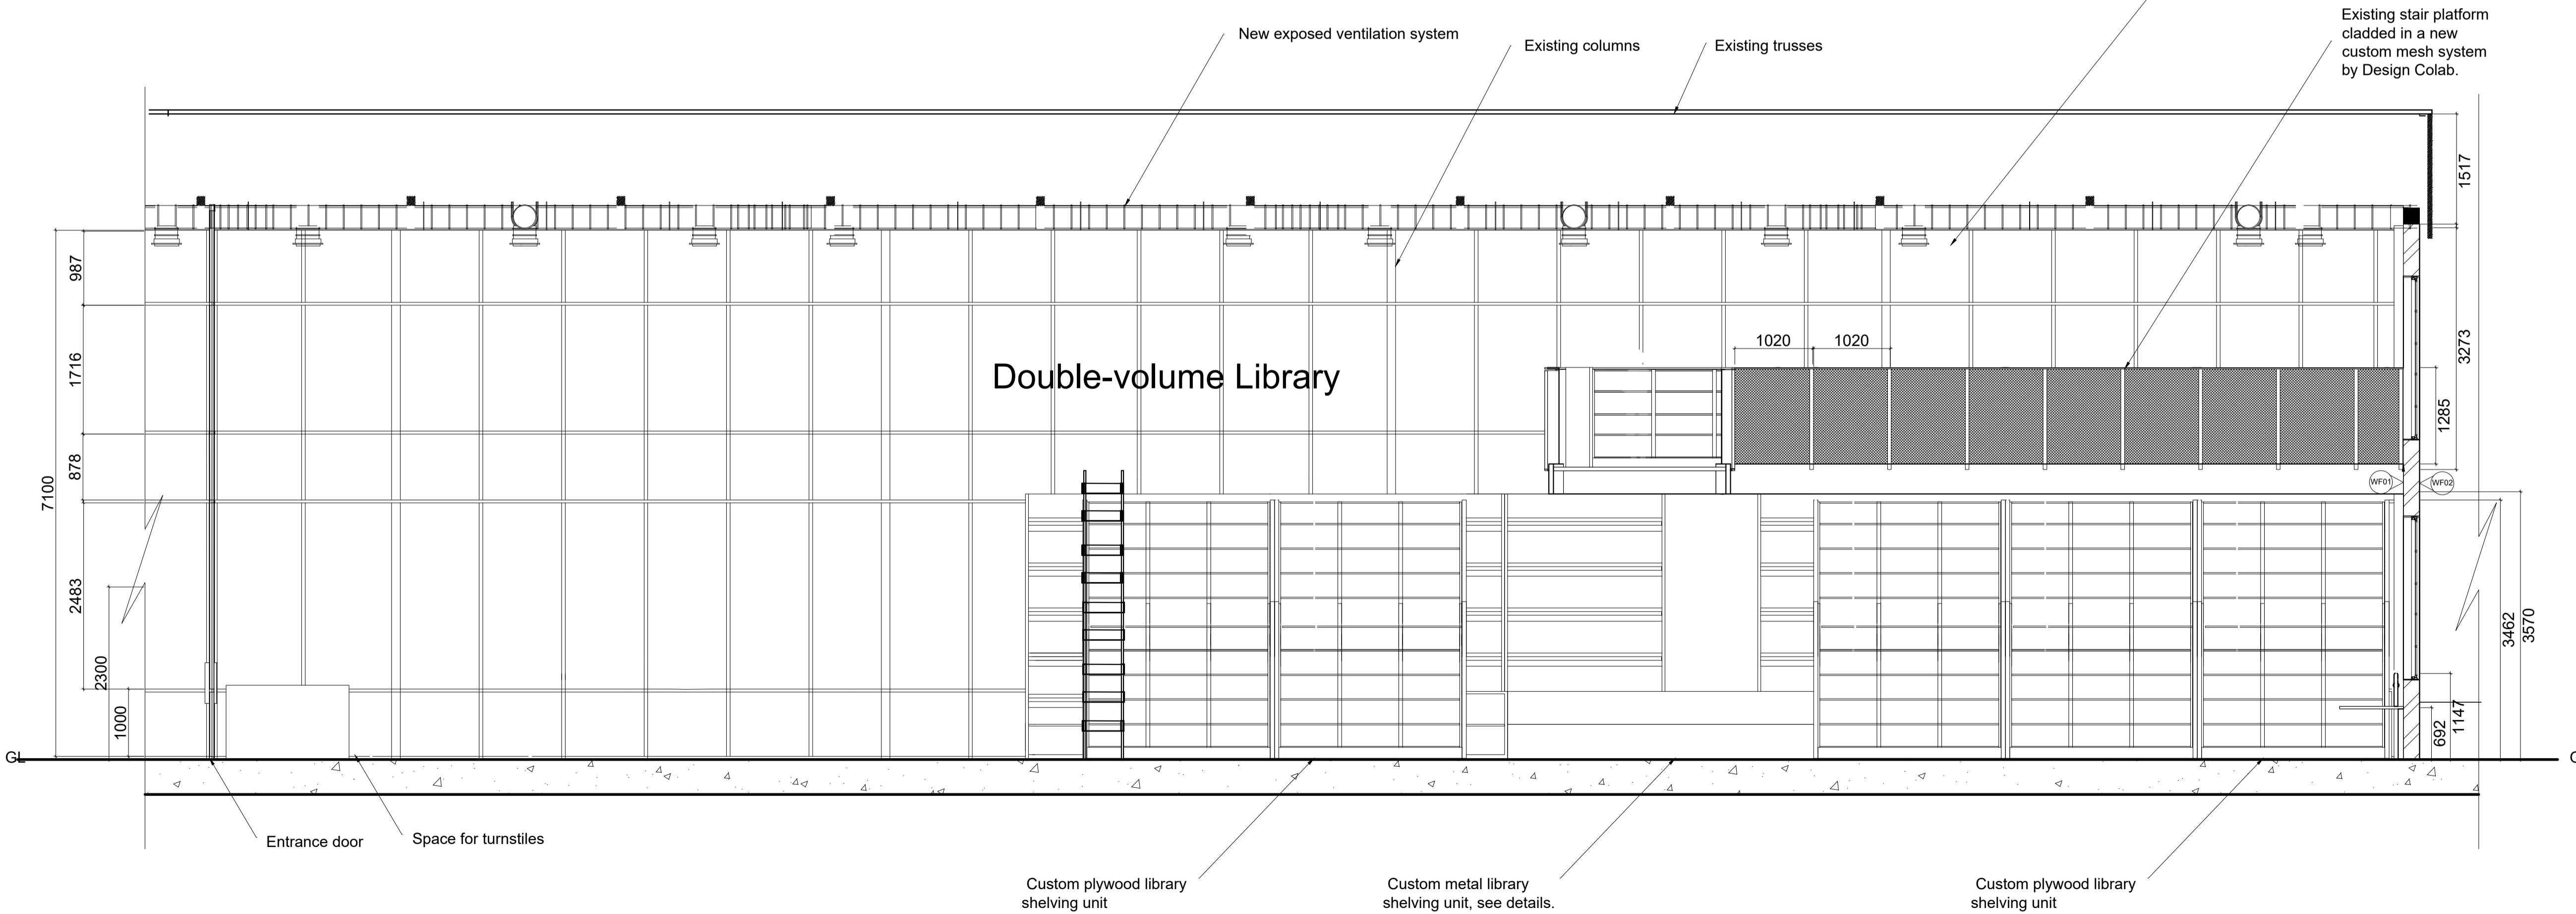 Existing stair platform
cladded in a new
custom mesh system
by Design Colab.
New exposed ventilation system
Existing columns
Existing trusses
1517
987
1716
878
7100
2483
2300
1000
Double-volume Library
1020
1020
3273
1285
WF01
WF02
3462
3570
1147
692
GL
Entrance door
Space for turnstiles
Custom plywood library
shelving unit
Custom metal library
shelving unit, see details.
Custom plywood library
shelving unit